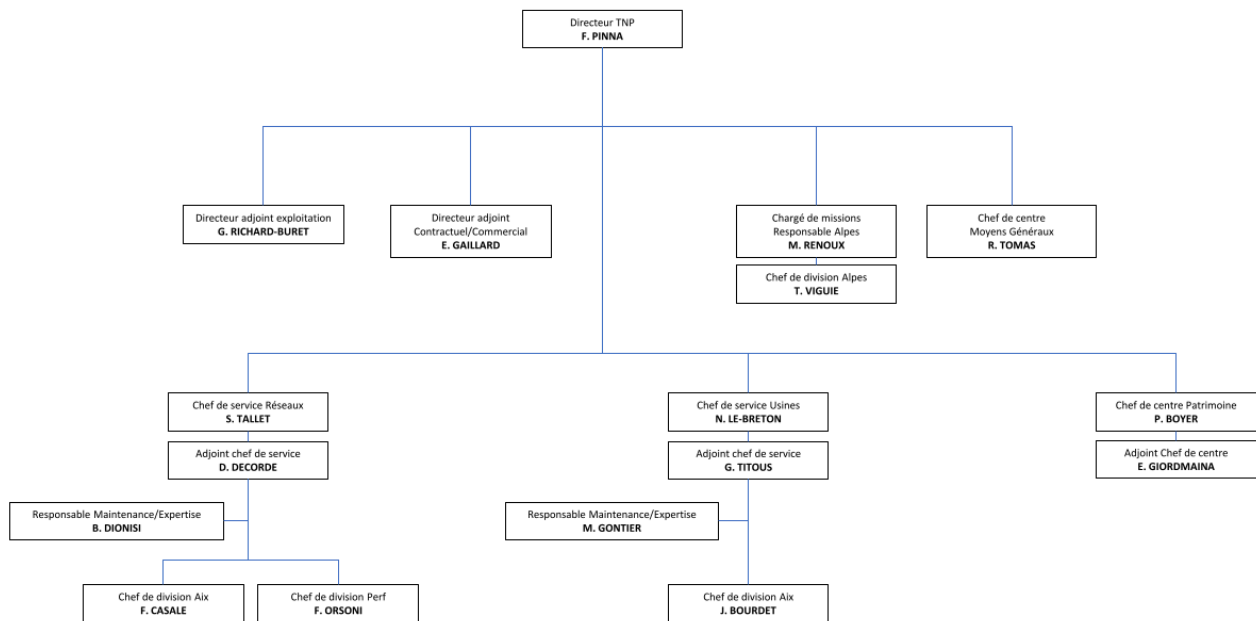 Directeur TNP
F. PINNA
Directeur adjoint exploitation
G. RICHARD-BURET
Directeur adjoint
Contractuel/Commercial
E. GAILLARD
Chargé de missions
Responsable Alpes
M. RENOUX
Chef de centre
Moyens Généraux
R. TOMAS
Chef de division Alpes
T. VIGUIE
Chef de service Réseaux
S. TALLET
Chef de service Usines
N. LE-BRETON
Chef de centre Patrimoine
P. BOYER
Adjoint chef de service
D. DECORDE
Adjoint chef de service
G. TITOUS
Adjoint Chef de centre
E. GIORDMAINA
Responsable Maintenance/Expertise
B. DIONISI
Responsable Maintenance/Expertise
M. GONTIER
Chef de division Aix
F. CASALE
Chef de division Perf
F. ORSONI
Chef de division Aix
J. BOURDET